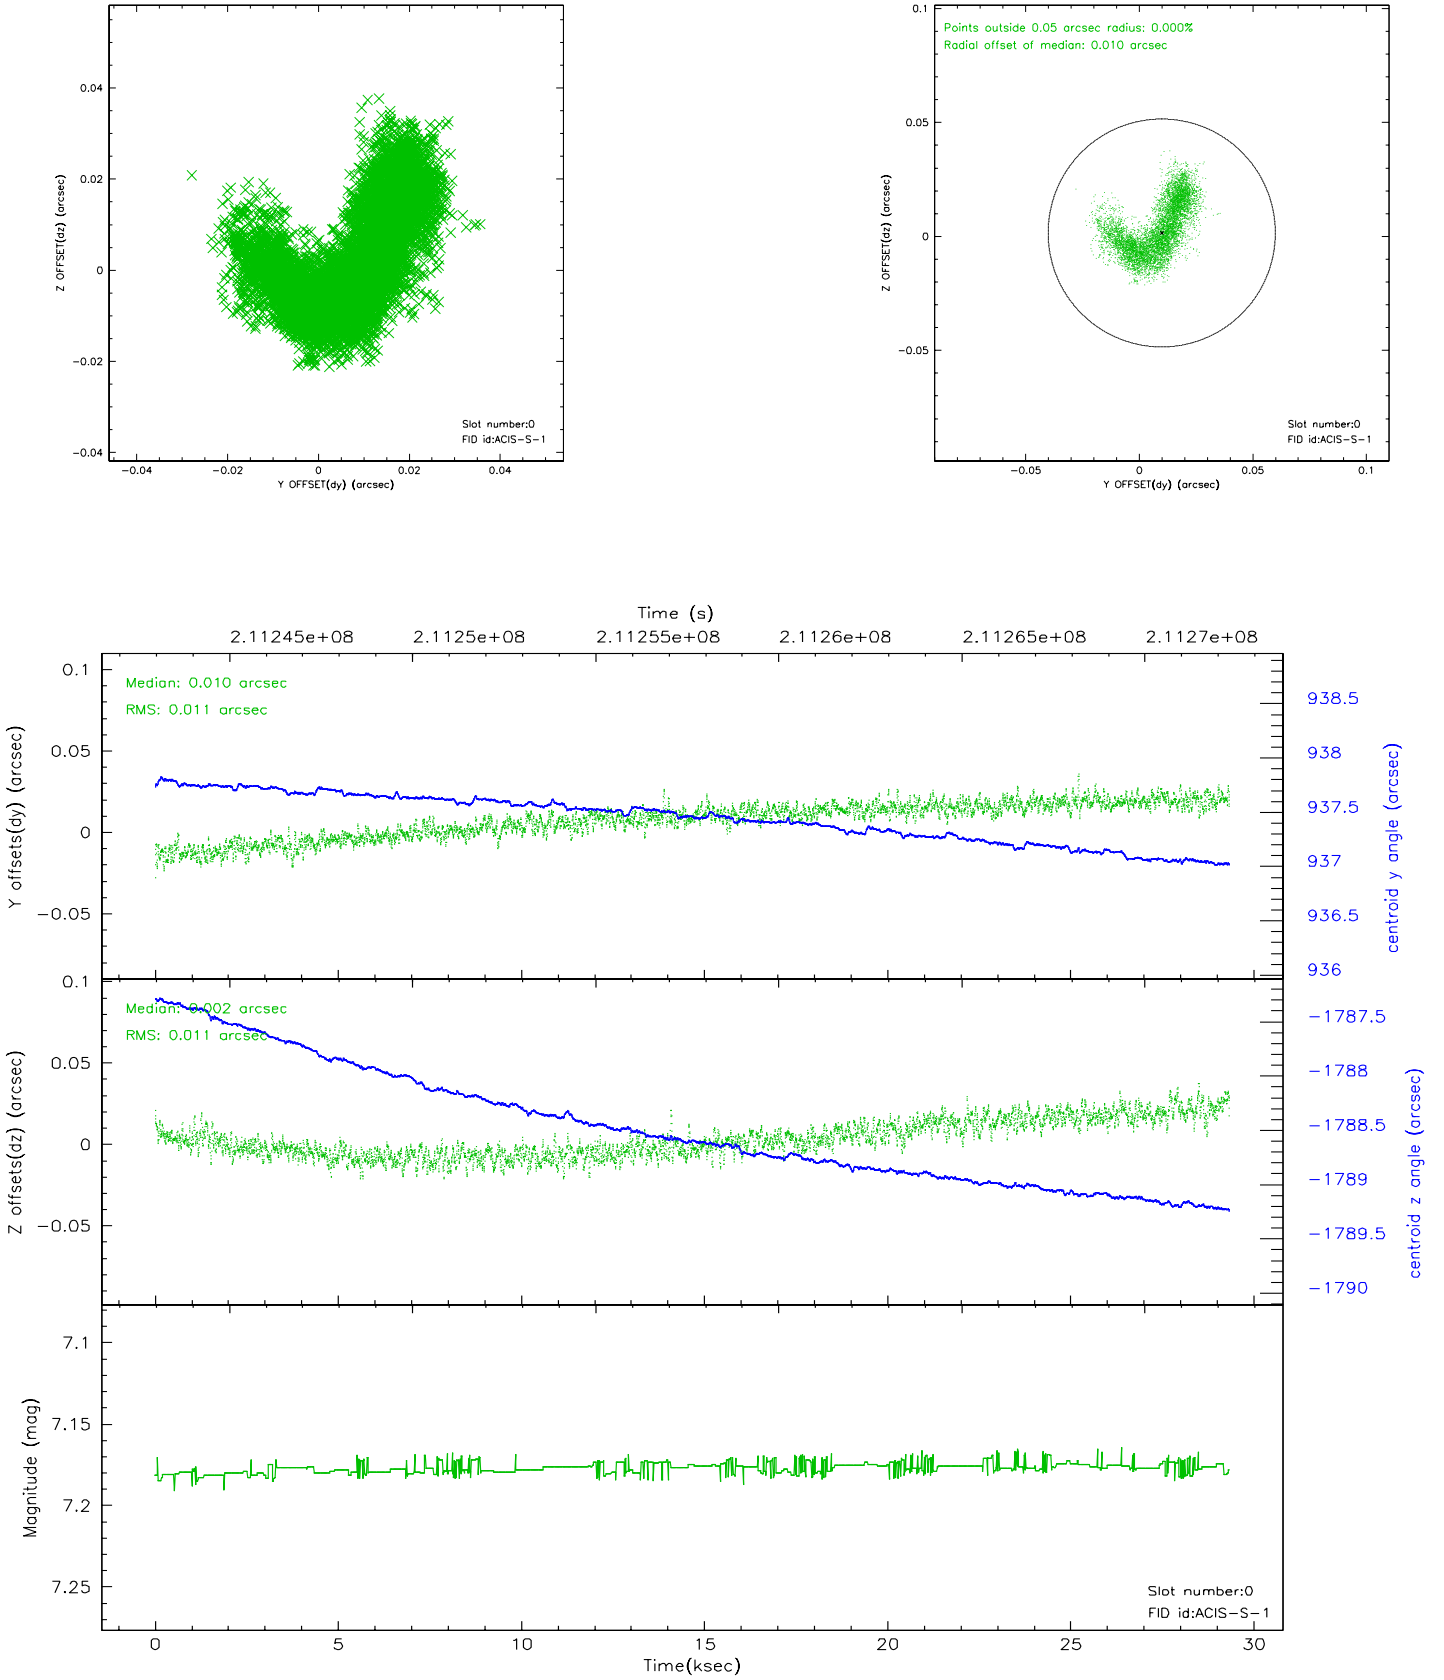 0.04
0.02
0
−0.02
−0.04
Z OFFSET(dz) (arcsec)
Slot number:0
FID id:ACIS−S−1
−0.04 −0.02 0 0.02 0.04
Y OFFSET(dy) (arcsec)
Points outside 0.05 arcsec radius: 0.000%
Radial offset of median: 0.010 arcsec
0.1
0.05
0
−0.05
Z OFFSET(dz) (arcsec)
Slot number:0
FID id:ACIS−S−1
−0.05 0 0.05 0.1
Y OFFSET(dy) (arcsec)
Time (s)
2.11245e+08 2.1125e+08 2.11255e+08 2.1126e+08 2.11265e+08 2.1127e+08
Median: 0.010 arcsec
RMS: 0.011 arcsec
0.1
0.05
0
−0.05
Y offsets(dy) (arcsec)
938.5
938
937.5
937
936.5
936
centroid y angle (arcsec)
Median: 0.002 arcsec
RMS: 0.011 arcsec
0.1
0.05
0
−0.05
Z offsets(dz) (arcsec)
−1787.5
−1788
−1788.5
−1789
−1789.5
−1790
centroid z angle (arcsec)
7.1
7.15
7.2
7.25
Magnitude (mag)
Slot number:0
FID id:ACIS−S−1
0 5 10 15 20 25 30
Time(ksec)